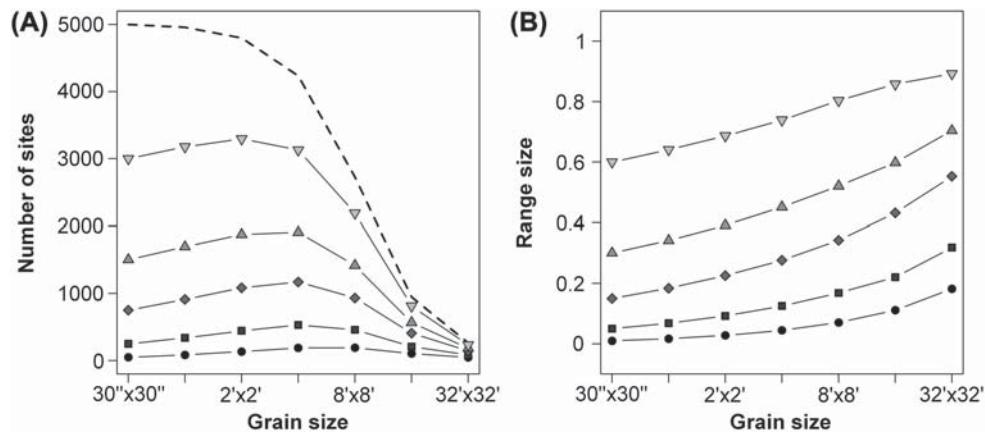 (A)
5000
4000
3000
2000
1000
0
Number of sites
30"x30" 2'x2' 8'x8' 32'x32'
Grain size
(B)
1
0.8
0.6
0.4
0.2
0
Range size
30"x30" 2'x2' 8'x8' 32'x32'
Grain size